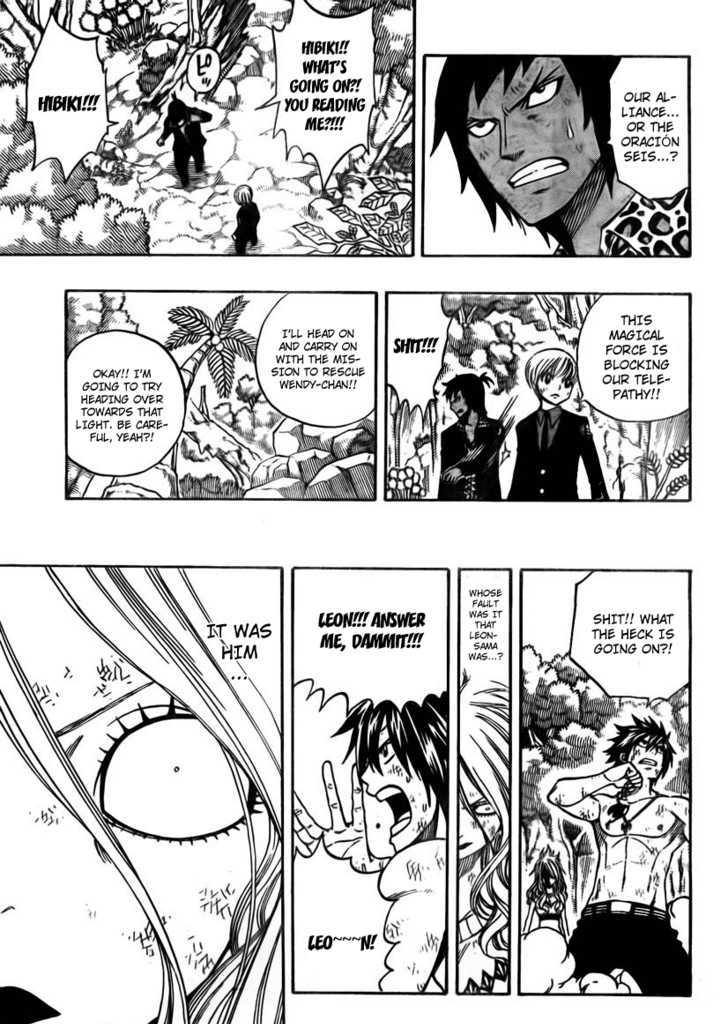 OUR AL-
LIANCE...
OR THE
ORACIÓN
SEIS...?
HIBIKI!!
WHAT'S
GOING ON?!
YOU READING
ME?!!!
HIBIKI!!!
THIS
MAGICAL
FORCE IS
BLOCKING
OUR TELE-
PATHY!!
SHIT!!!
I'LL HEAD ON
AND CARRY ON
WITH THE MIS-
SION TO RESCUE
WENDY-CHAN!!
OKAY!! I'M
GOING TO TRY
HEADING OVER
TOWARDS THAT
LIGHT. BE CARE-
FUL, YEAH?!
SHIT!! WHAT
THE HECK IS
GOING ON?!
WHOSE
FAULT
WAS IT
THAT
LEON-
SAMA
WAS...?
LEON!!! ANSWER
ME, DAMMIT!!!
LEO~~~N!
IT WAS
HIM
...